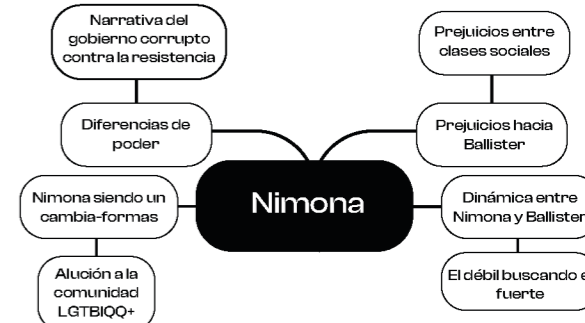 Narrativa del
gobierno corrupto
contra la resistencia
Diferencias de
poder
Prejuicios entre
clases sociales
Prejuicios hacia
Ballister
Nimona
Nimona siendo un
cambia-formas
Alución a la
comunidad
LGTBIQQ+
Dinámica entre
Nimona y Ballister
El débil buscando e
fuerte